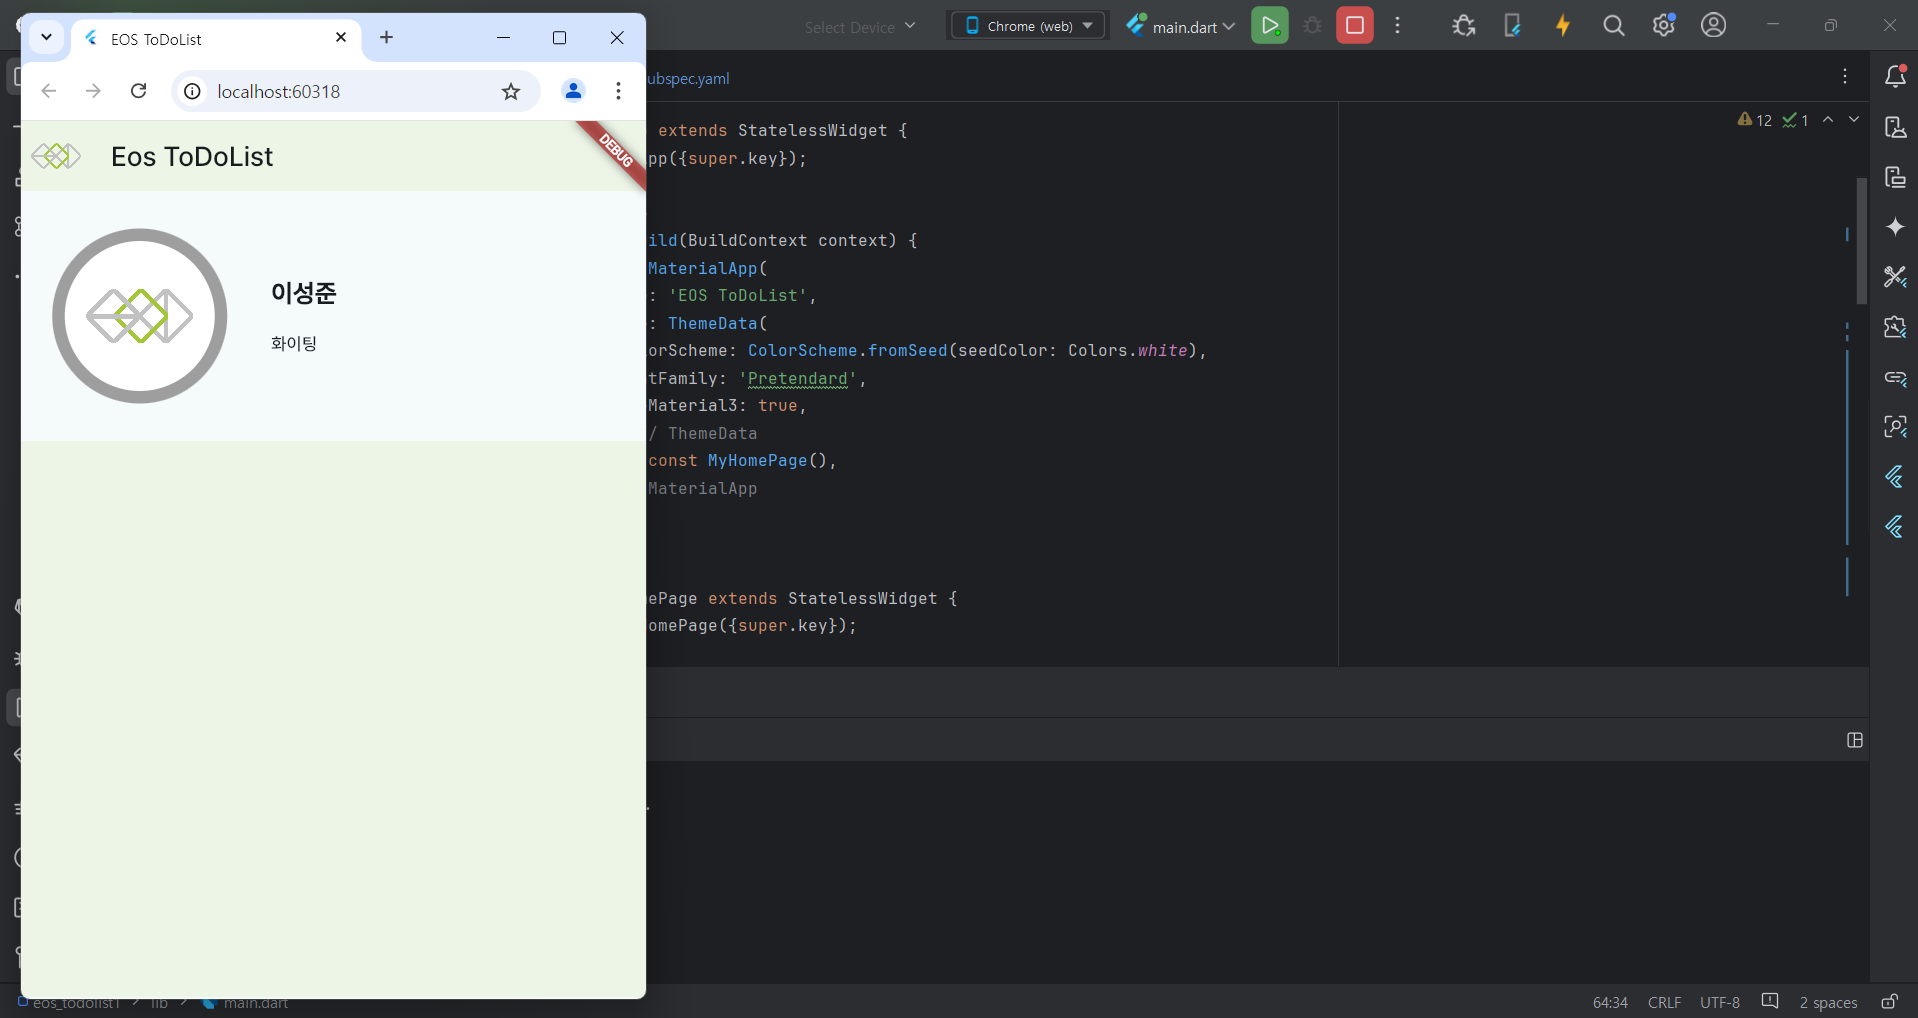 EOS ToDoList
localhost:60318
Eos ToDoList
DEBUG
이성준
화이팅
Select Device
Chrome (web)
main.dart
ubspec.yaml
12
1
extends StatelessWidget {
pp({super.key});
ild(BuildContext context) {
MaterialApp(
: 'EOS ToDoList',
: ThemeData(
orScheme: ColorScheme.fromSeed(seedColor: Colors.white),
tFamily: 'Pretendard',
Material3: true,
/ ThemeData
const MyHomePage(),
MaterialApp
ePage extends StatelessWidget {
omePage({super.key});
eos_todolist1 > lib > main.dart
64:34 CRLF UTF-8 2 spaces